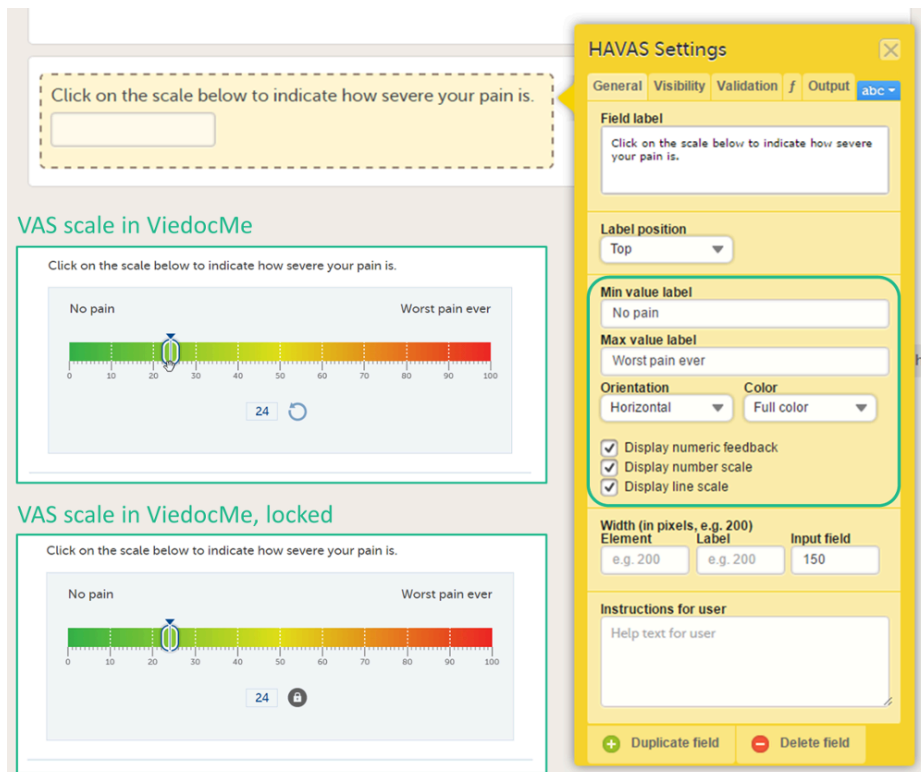 Click on the scale below to indicate how severe your pain is.
VAS scale in ViedocMe
Click on the scale below to indicate how severe your pain is.
No pain Worst pain ever
0 10 20 30 40 50 60 70 80 90 100
24
VAS scale in ViedocMe, locked
Click on the scale below to indicate how severe your pain is.
No pain Worst pain ever
0 10 20 30 40 50 60 70 80 90 100
24
HAVAS Settings
General Visibility Validation f Output abc
Field label
Click on the scale below to indicate how severe
your pain is.
Label position
Top
Min value label
No pain
Max value label
Worst pain ever
Orientation Color
Horizontal Full color
Display numeric feedback
Display number scale
Display line scale
Width (in pixels, e.g. 200)
Element Label Input field
e.g. 200 e.g. 200 150
Instructions for user
Help text for user
Duplicate field Delete field